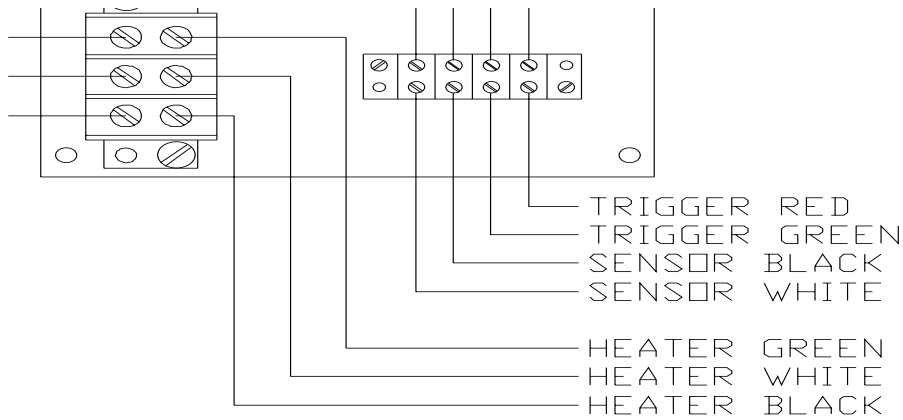 TRIGGER RED
TRIGGER GREEN
SENSOR BLACK
SENSOR WHITE
HEATER GREEN
HEATER WHITE
HEATER BLACK